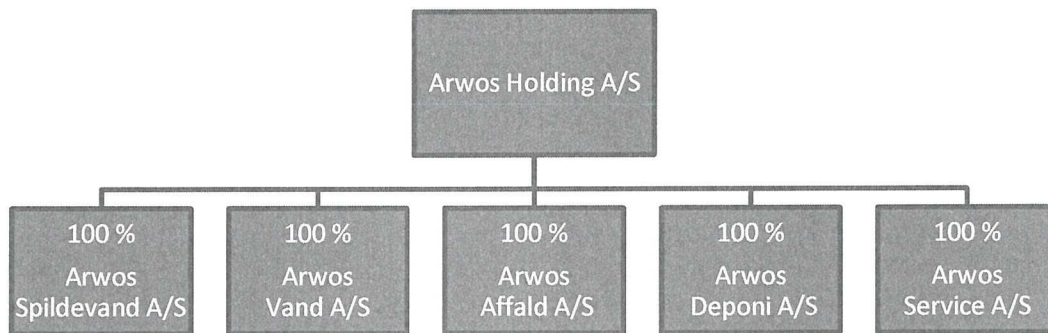 Arwos Holding A/S
100 %
Arwos
Spildevand A/S
100 %
Arwos
Vand A/S
100 %
Arwos
Affald A/S
100 %
Arwos
Deponi A/S
100 %
Arwos
Service A/S